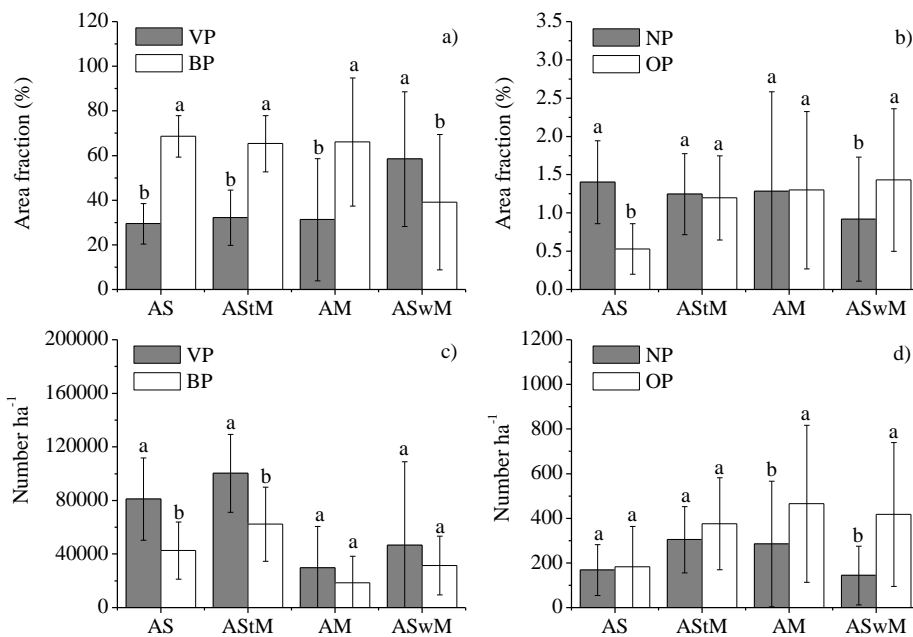 VP
BP
a)
Area fraction (%)
120
100
80
60
40
20
0
b a b a b a a b
AS AStM AM ASwM
NP
OP
b)
Area fraction (%)
3.5
3.0
2.5
2.0
1.5
1.0
0.5
0.0
a b a a a a b a
AS AStM AM ASwM
VP
BP
c)
Number ha⁻¹
200000
160000
120000
80000
40000
0
a b a b a a a a
AS AStM AM ASwM
NP
OP
d)
Number ha⁻¹
1200
1000
800
600
400
200
0
a a a a b a b a
AS AStM AM ASwM